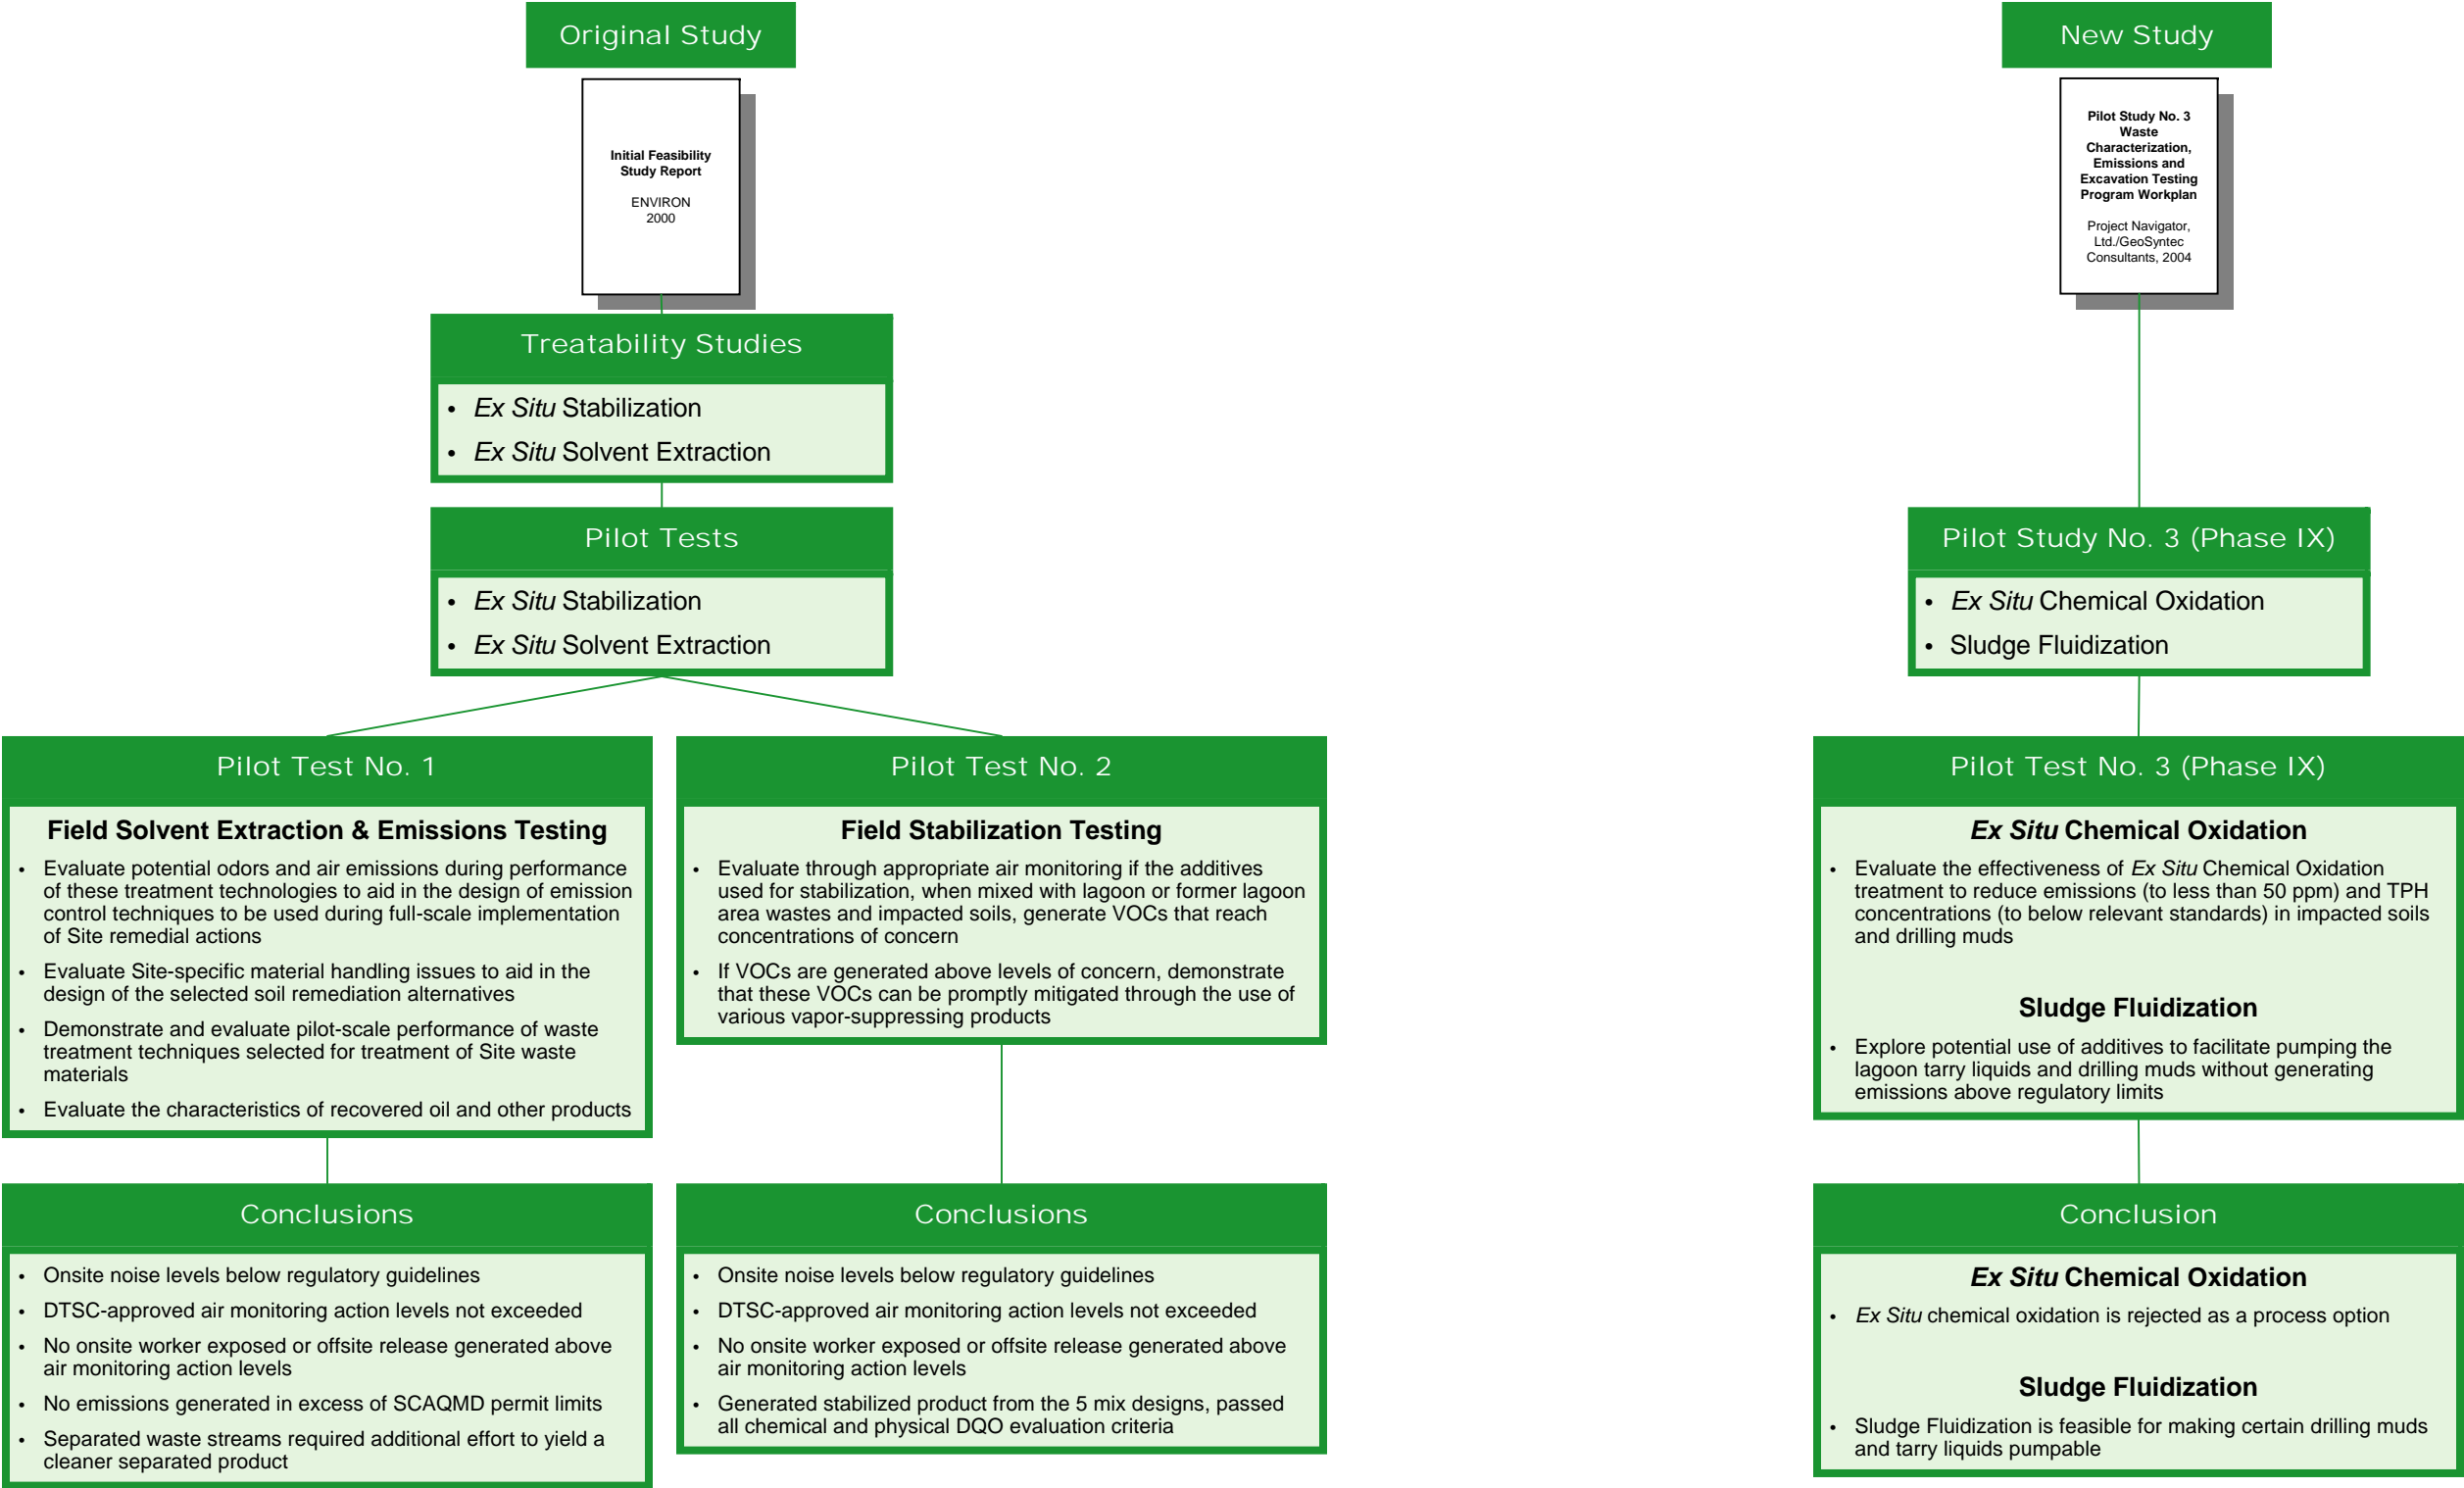 Original Study
Initial Feasibility
Study Report
ENVIRON
2000
Treatability Studies
• Ex Situ Stabilization
• Ex Situ Solvent Extraction
Pilot Tests
• Ex Situ Stabilization
• Ex Situ Solvent Extraction
Pilot Test No. 1
Field Solvent Extraction & Emissions Testing
• Evaluate potential odors and air emissions during performance
of these treatment technologies to aid in the design of emission
control techniques to be used during full-scale implementation
of Site remedial actions
• Evaluate Site-specific material handling issues to aid in the
design of the selected soil remediation alternatives
• Demonstrate and evaluate pilot-scale performance of waste
treatment techniques selected for treatment of Site waste
materials
• Evaluate the characteristics of recovered oil and other products
Conclusions
• Onsite noise levels below regulatory guidelines
• DTSC-approved air monitoring action levels not exceeded
• No onsite worker exposed or offsite release generated above
air monitoring action levels
• No emissions generated in excess of SCAQMD permit limits
• Separated waste streams required additional effort to yield a
cleaner separated product
Pilot Test No. 2
Field Stabilization Testing
• Evaluate through appropriate air monitoring if the additives
used for stabilization, when mixed with lagoon or former lagoon
area wastes and impacted soils, generate VOCs that reach
concentrations of concern
• If VOCs are generated above levels of concern, demonstrate
that these VOCs can be promptly mitigated through the use of
various vapor-suppressing products
Conclusions
• Onsite noise levels below regulatory guidelines
• DTSC-approved air monitoring action levels not exceeded
• No onsite worker exposed or offsite release generated above
air monitoring action levels
• Generated stabilized product from the 5 mix designs, passed
all chemical and physical DQO evaluation criteria
New Study
Pilot Study No. 3
Waste
Characterization,
Emissions and
Excavation Testing
Program Workplan
Project Navigator,
Ltd./GeoSyntec
Consultants, 2004
Pilot Study No. 3 (Phase IX)
• Ex Situ Chemical Oxidation
• Sludge Fluidization
Pilot Test No. 3 (Phase IX)
Ex Situ Chemical Oxidation
• Evaluate the effectiveness of Ex Situ Chemical Oxidation
treatment to reduce emissions (to less than 50 ppm) and TPH
concentrations (to below relevant standards) in impacted soils
and drilling muds
Sludge Fluidization
• Explore potential use of additives to facilitate pumping the
lagoon tarry liquids and drilling muds without generating
emissions above regulatory limits
Conclusion
Ex Situ Chemical Oxidation
• Ex Situ chemical oxidation is rejected as a process option
Sludge Fluidization
• Sludge Fluidization is feasible for making certain drilling muds
and tarry liquids pumpable